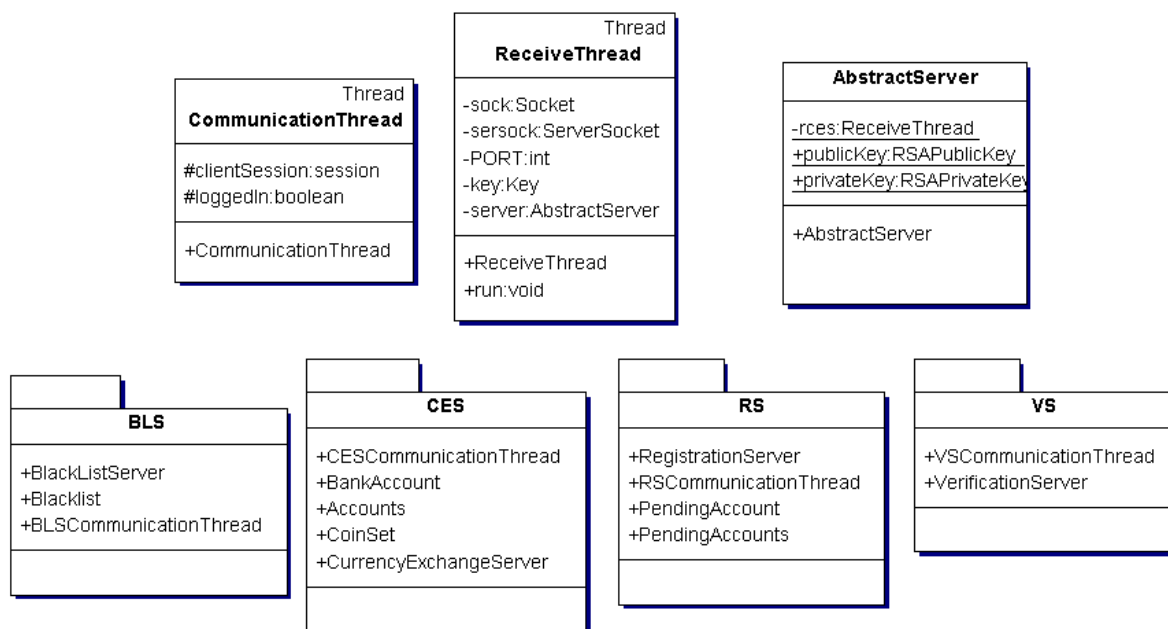 Thread
CommunicationThread
#clientSession:session
#loggedIn:boolean
+CommunicationThread
Thread
ReceiveThread
-sock:Socket
-sersock:ServerSocket
-PORT:int
-key:Key
-server:AbstractServer
+ReceiveThread
+run:void
AbstractServer
-rces:ReceiveThread
+publicKey:RSAPublicKey
+privateKey:RSAPrivateKey
+AbstractServer
BLS
+BlackListServer
+Blacklist
+BLSCommunicationThread
CES
+CESCommunicationThread
+BankAccount
+Accounts
+CoinSet
+CurrencyExchangeServer
RS
+RegistrationServer
+RSCommunicationThread
+PendingAccount
+PendingAccounts
VS
+VSCommunicationThread
+VerificationServer